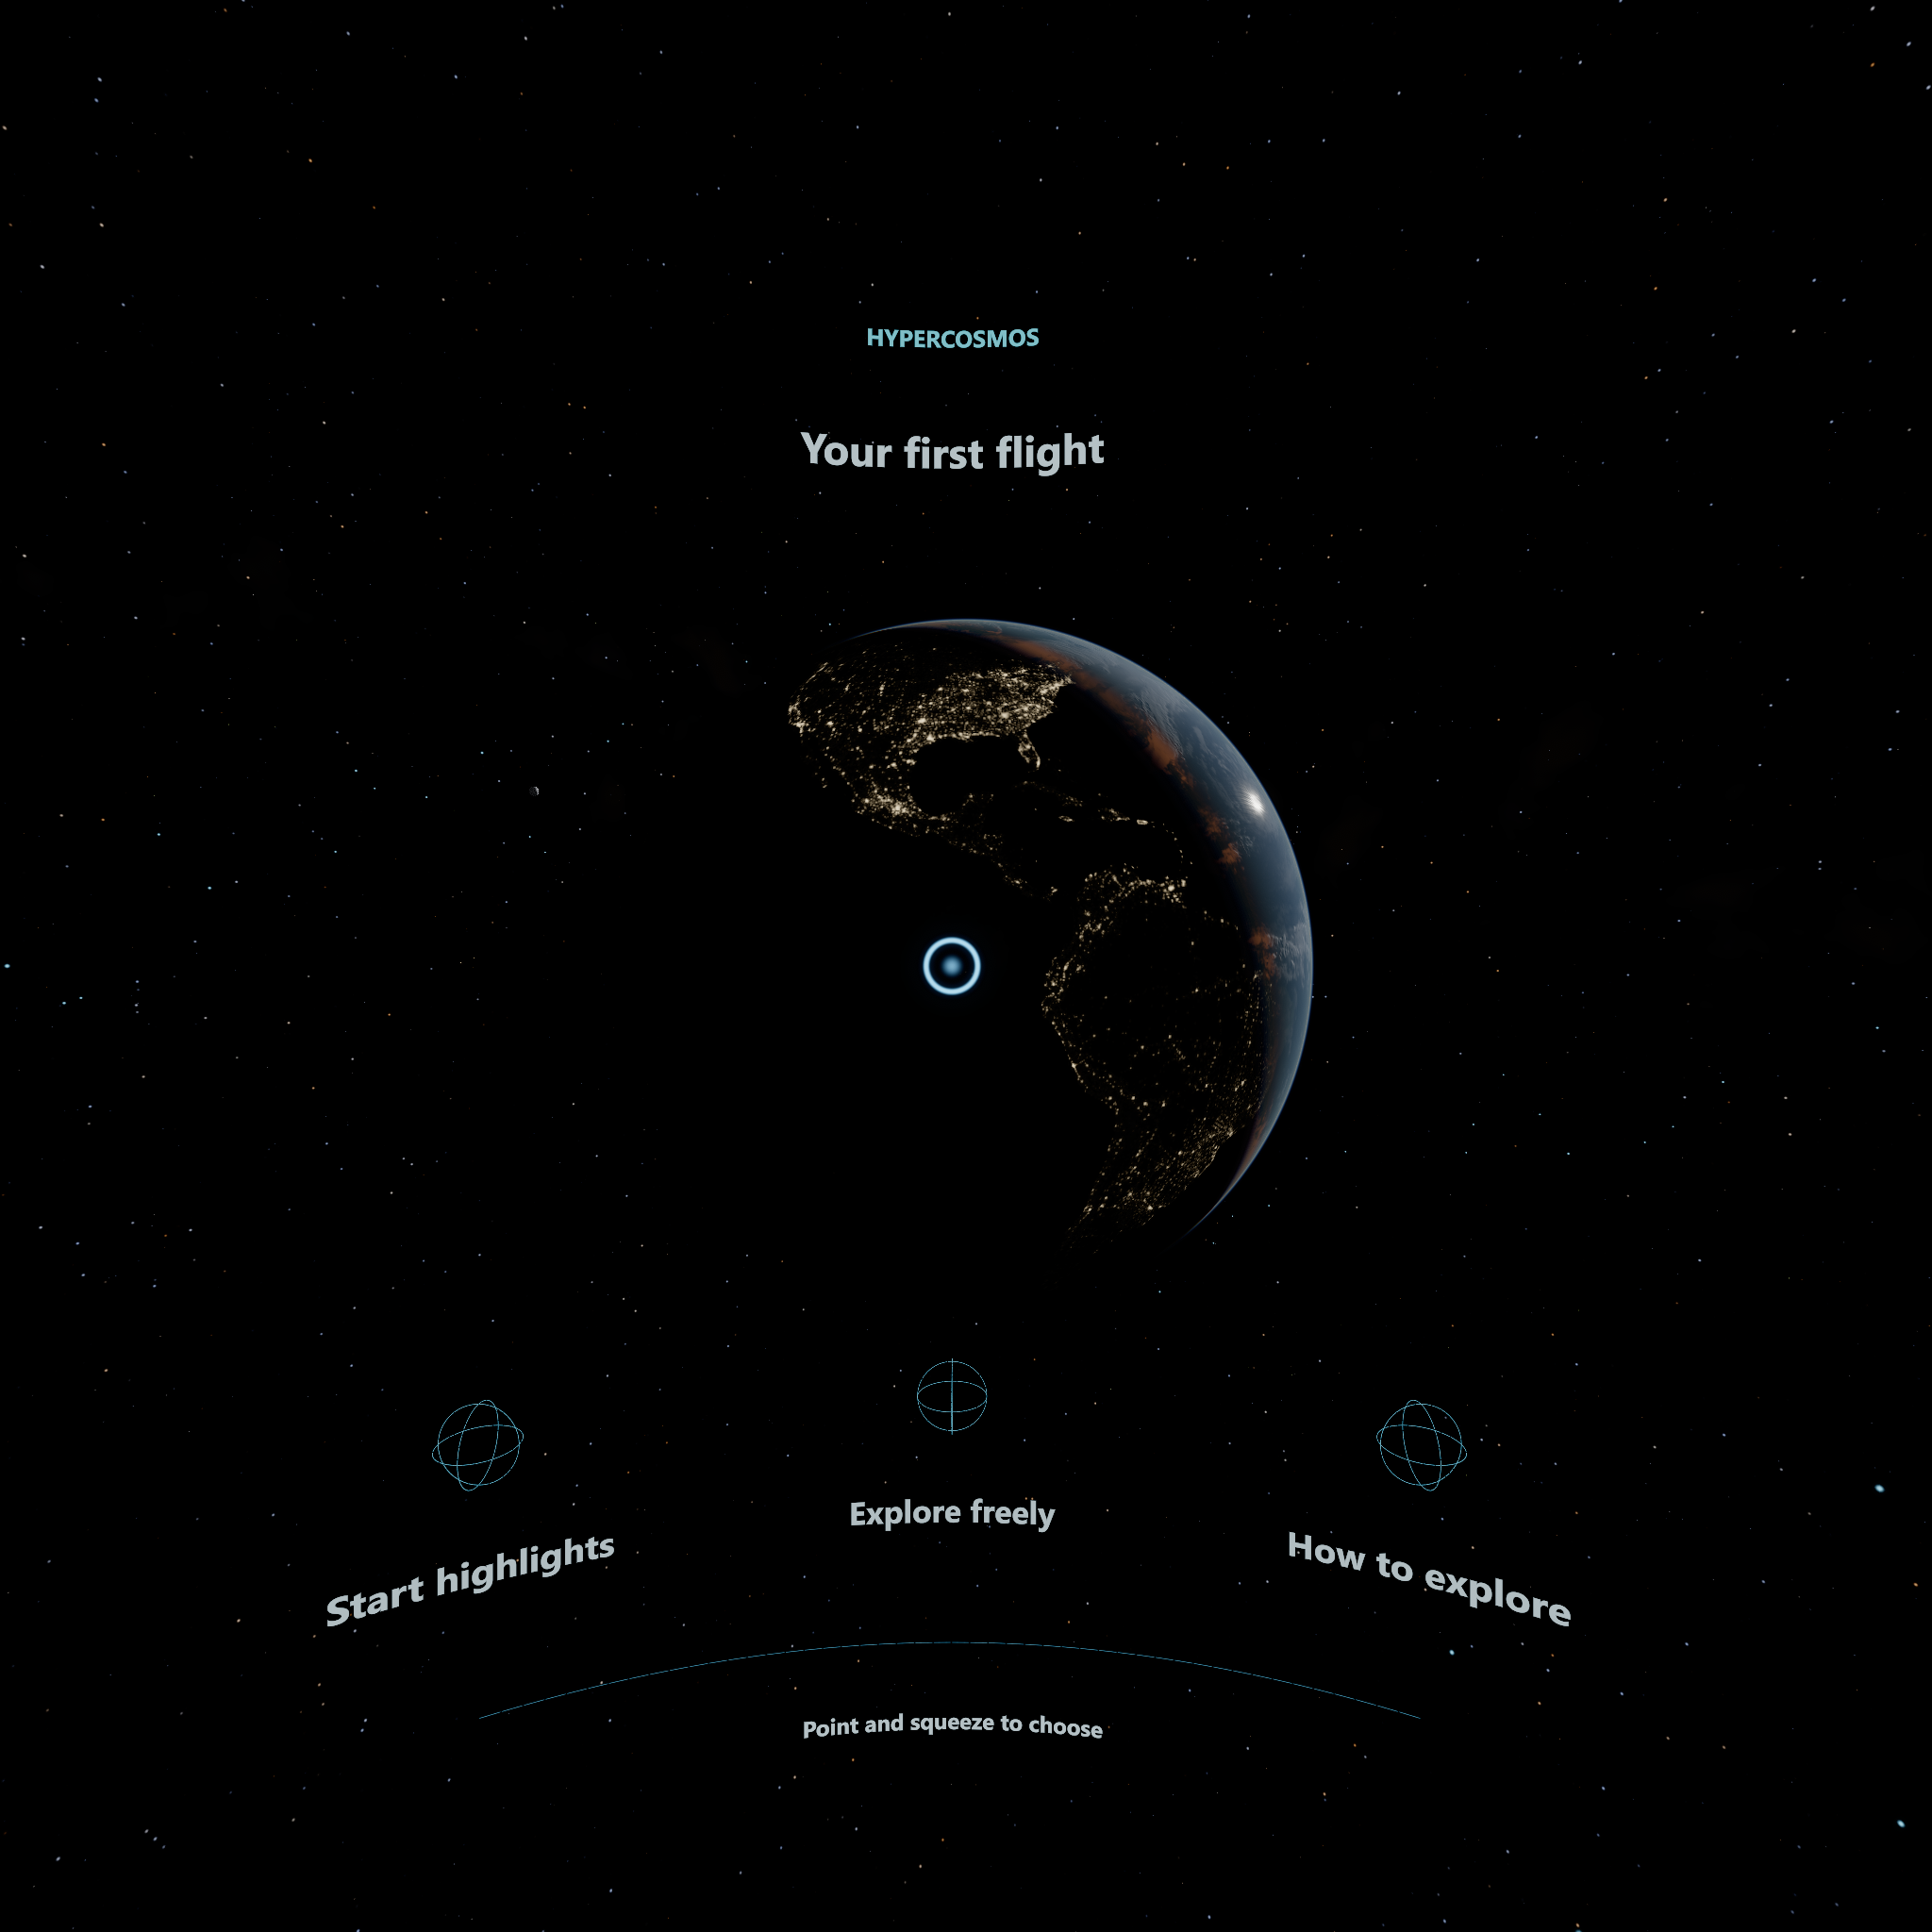 HYPERCOSMOS
Your first flight
Start highlights
Explore freely
How to explore
Point and squeeze to choose